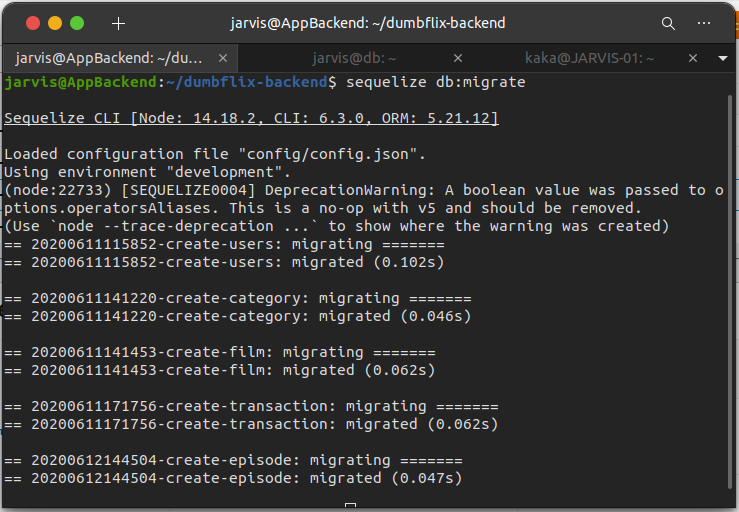 jarvis@AppBackend: ~/dumbflix-backend
jarvis@AppBackend: ~/du...
jarvis@db: ~
kaka@JARVIS-01: ~
jarvis@AppBackend:~/dumbflix-backend$ sequelize db:migrate
Sequelize CLI [Node: 14.18.2, CLI: 6.3.0, ORM: 5.21.12]
Loaded configuration file "config/config.json".
Using environment "development".
(node:22733) [SEQUELIZE0004] DeprecationWarning: A boolean value was passed to o
ptions.operatorsAliases. This is a no-op with v5 and should be removed.
(Use `node --trace-deprecation ...` to show where the warning was created)
== 20200611115852-create-users: migrating =======
== 20200611115852-create-users: migrated (0.102s)
== 20200611141220-create-category: migrating =======
== 20200611141220-create-category: migrated (0.046s)
== 20200611141453-create-film: migrating =======
== 20200611141453-create-film: migrated (0.062s)
== 20200611171756-create-transaction: migrating =======
== 20200611171756-create-transaction: migrated (0.062s)
== 20200612144504-create-episode: migrating =======
== 20200612144504-create-episode: migrated (0.047s)